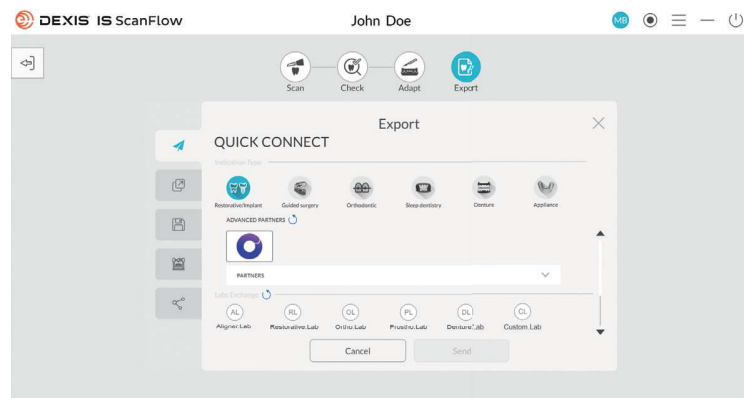 DEXIS IS ScanFlow
John Doe
MB
Scan
Check
Adapt
Export
Export
QUICK CONNECT
Indication Type
Restorative/Implant
Guided surgery
Orthodontic
Sleep dentistry
Denture
Appliance
ADVANCED PARTNERS
PARTNERS
Labs Exchange
AL
RL
OL
PL
DL
CL
Aligner Lab
Restorative Lab
Ortho Lab
Prostho Lab
Denture Lab
Custom Lab
Cancel
Send